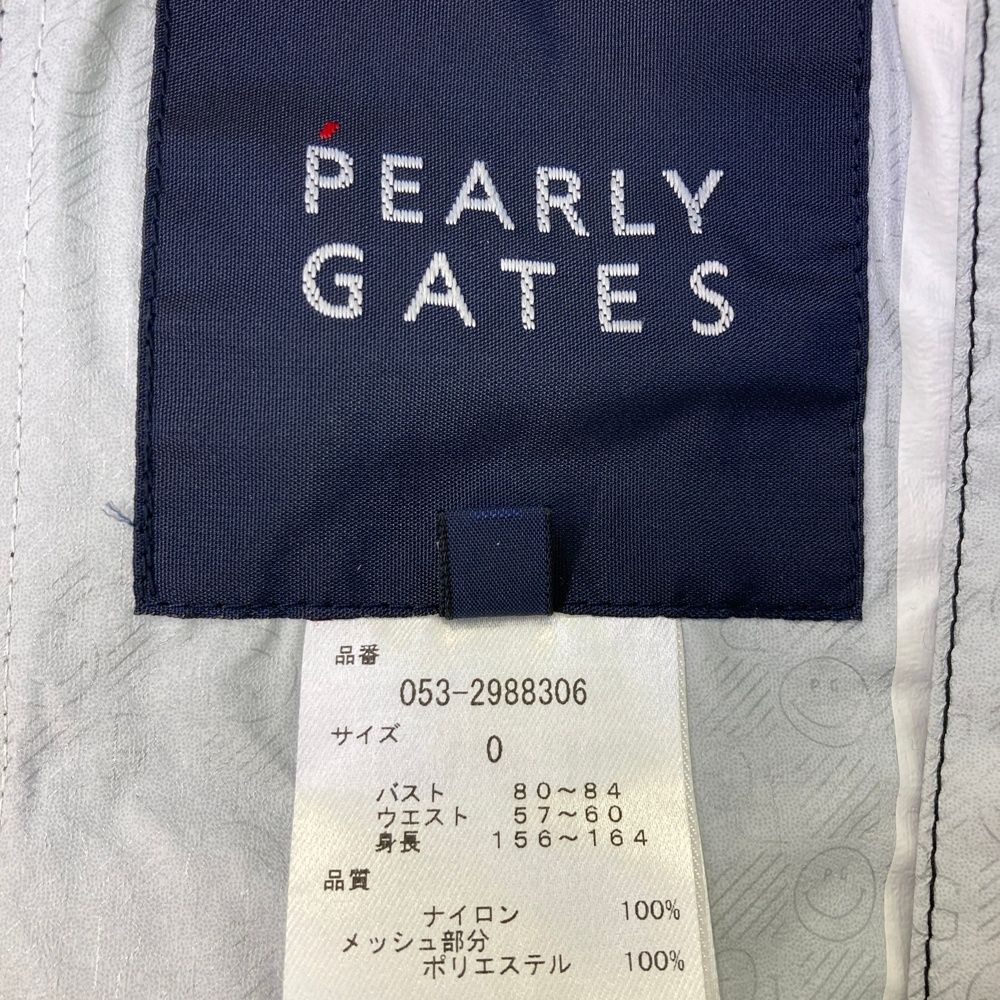 PEARLY
GATES
品番
053-2988306
サイズ
0
バスト 80～84
ウエスト 57～60
身長 156～164
品質
ナイロン 100%
メッシュ部分
ポリエステル 100%
PG
PG